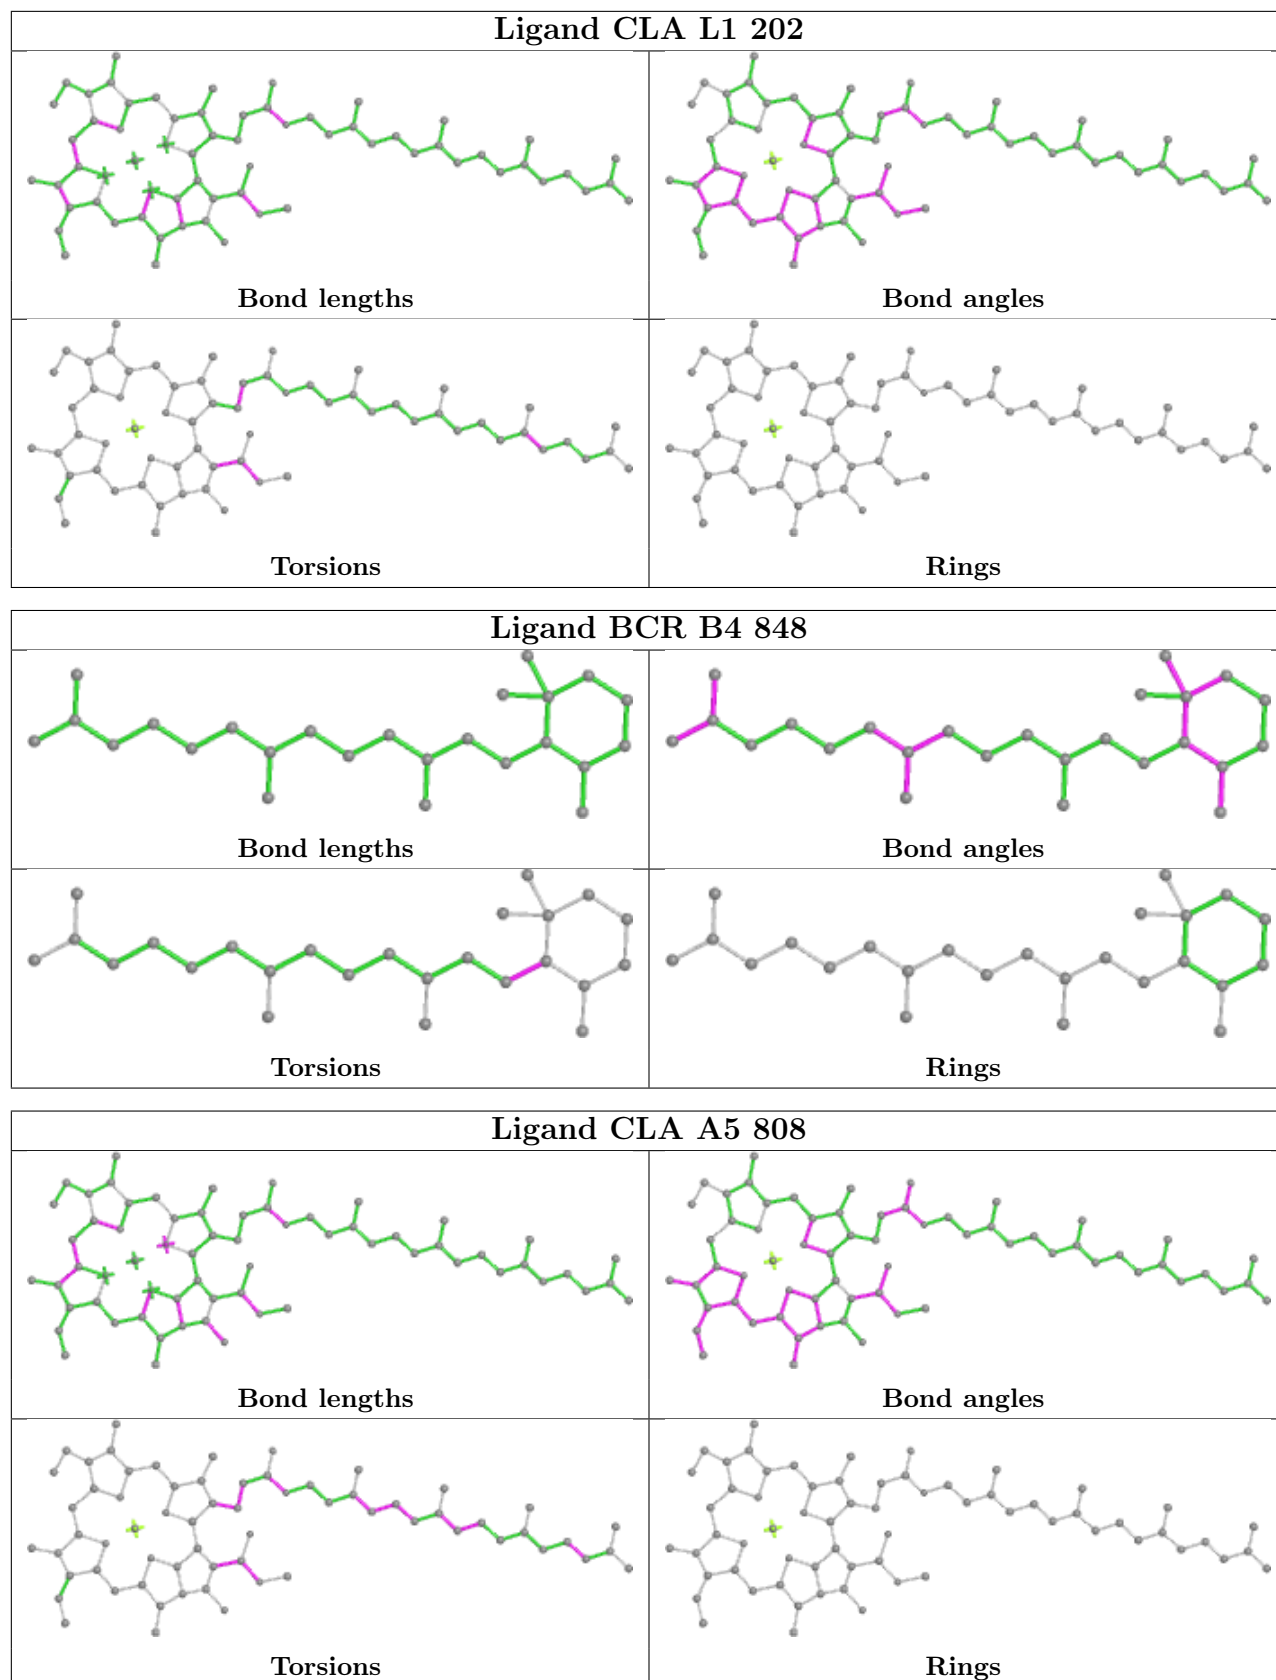 Ligand CLA L1 202
Bond lengths
Bond angles
Torsions
Rings
Ligand BCR B4 848
Bond lengths
Bond angles
Torsions
Rings
Ligand CLA A5 808
Bond lengths
Bond angles
Torsions
Rings